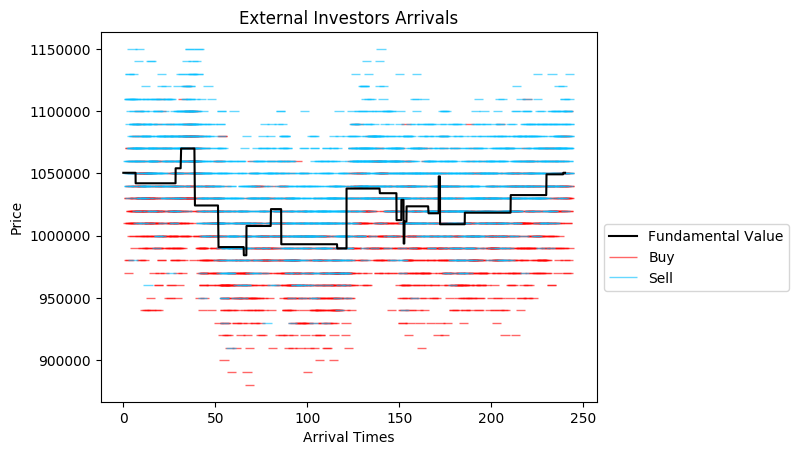 External Investors Arrivals
1150000
1100000
1050000
1000000
950000
900000
Price
0
50
100
150
200
250
Arrival Times
Fundamental Value
Buy
Sell